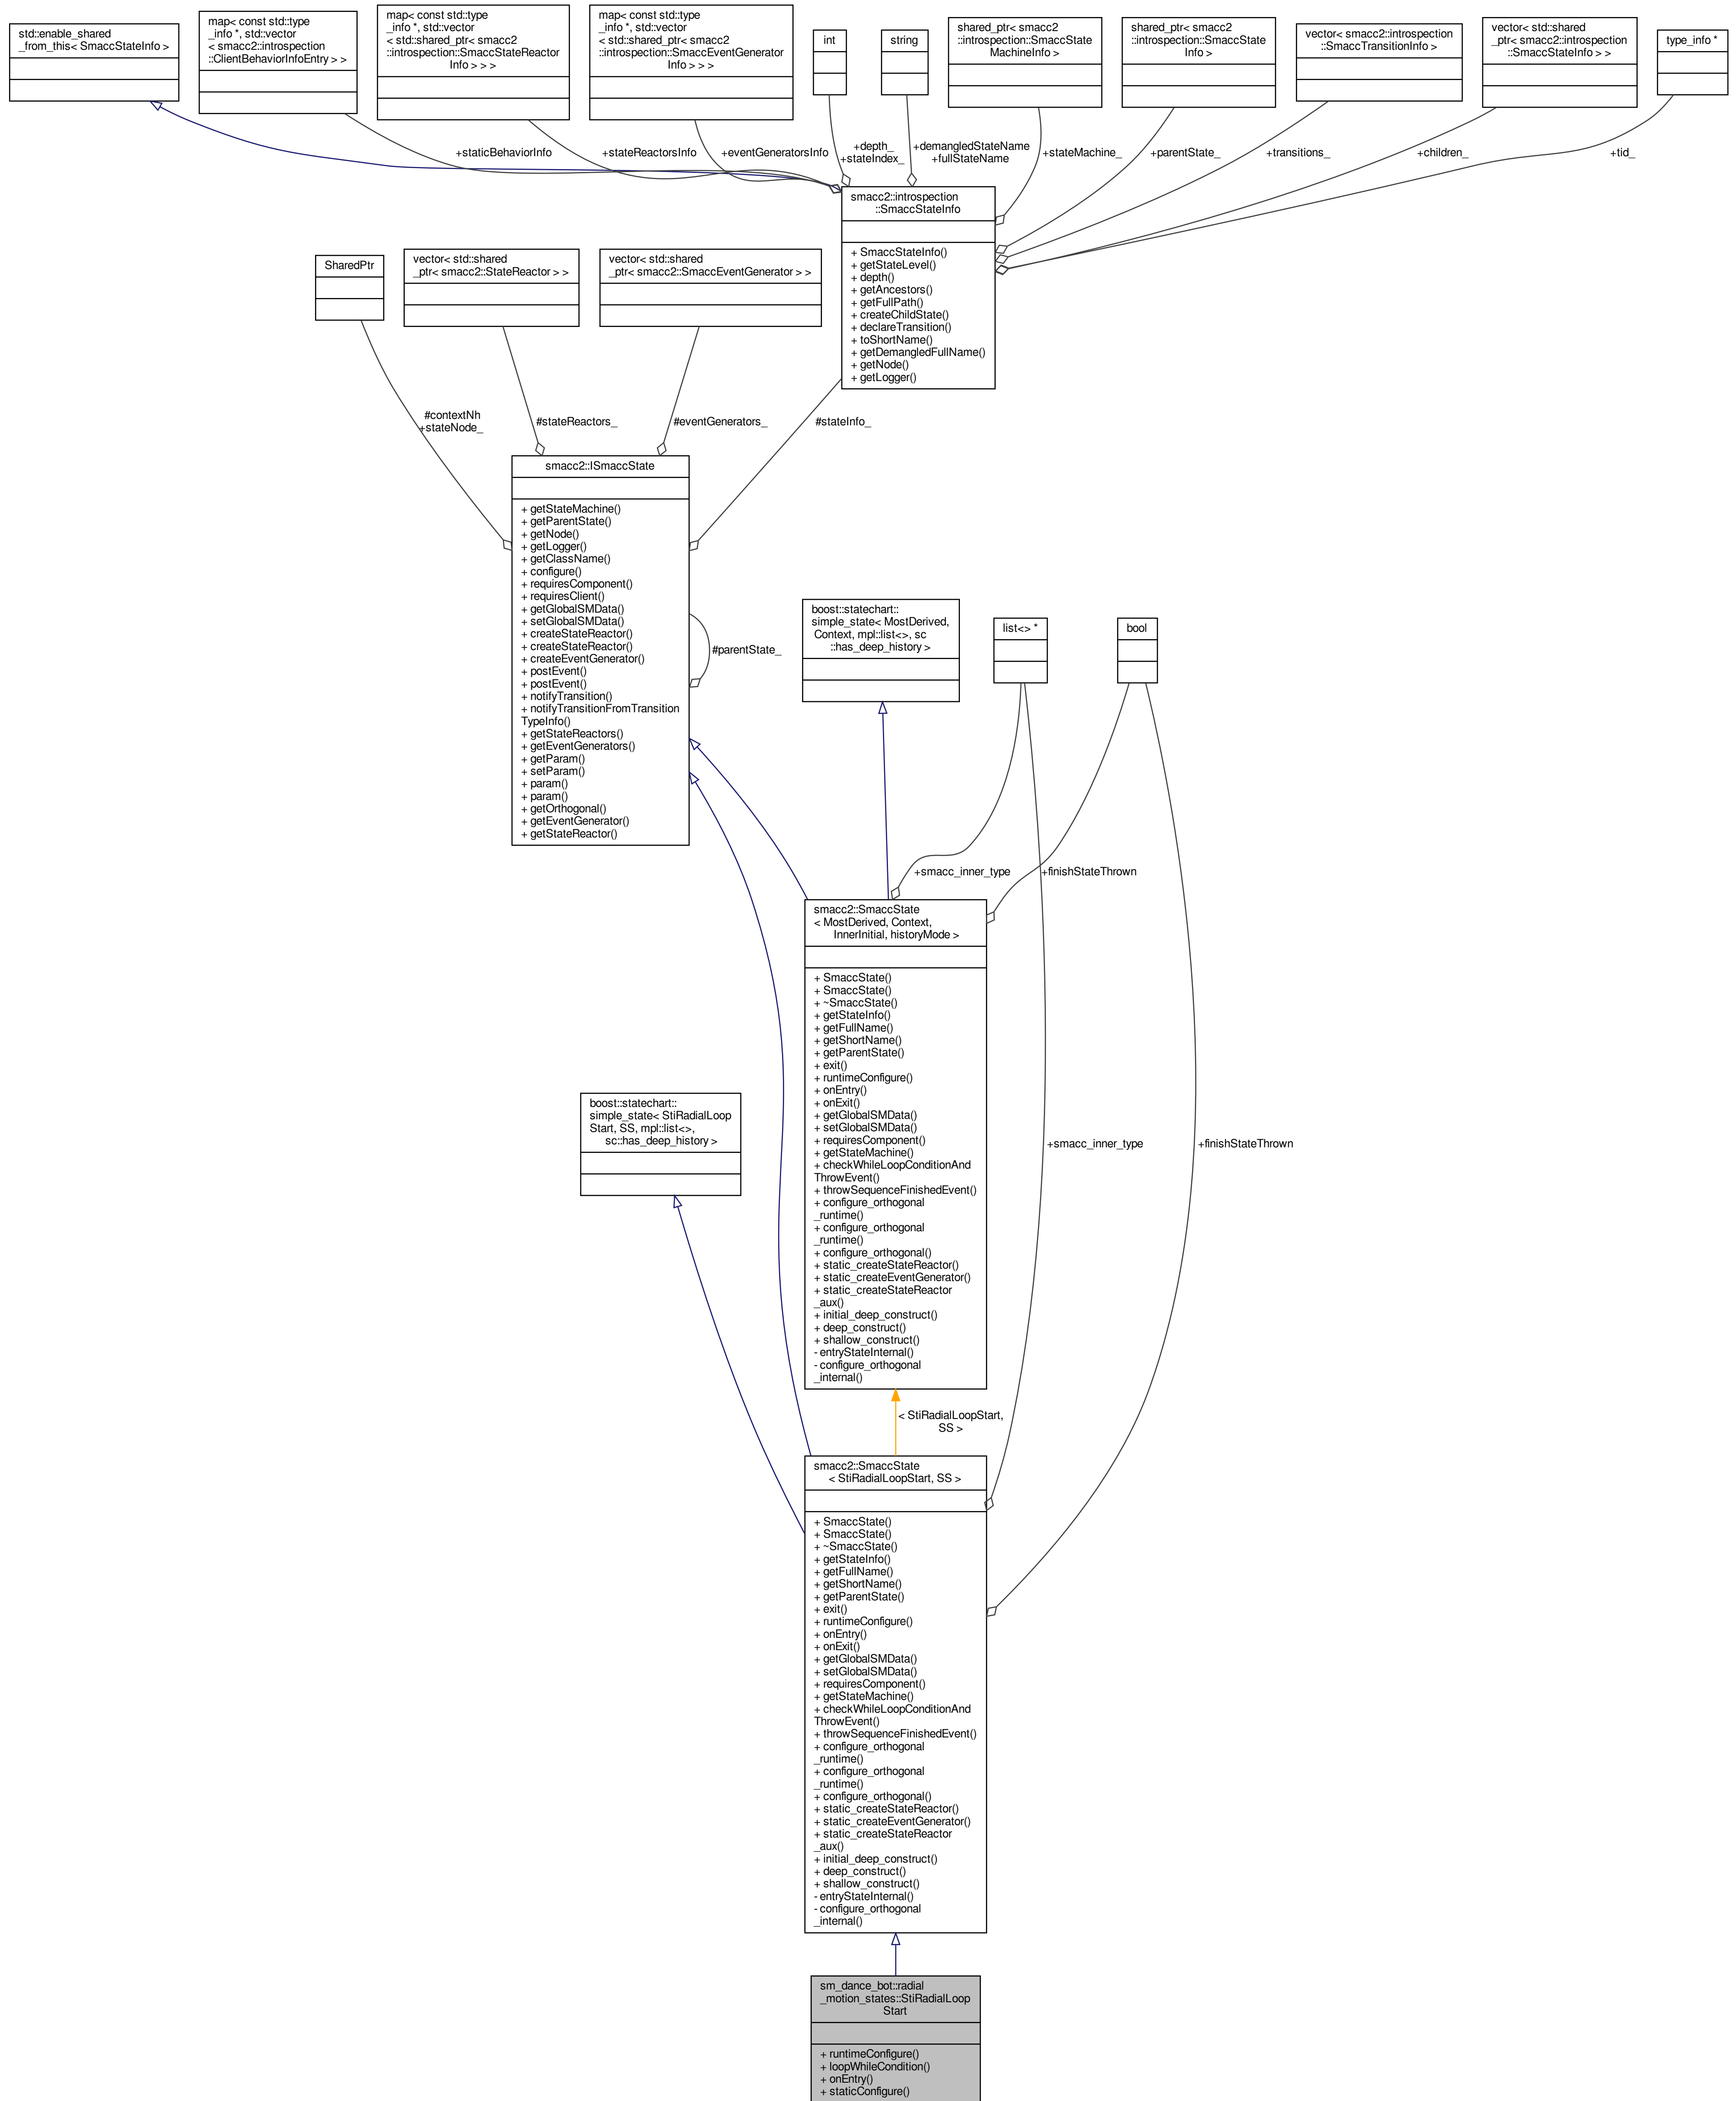 std::enable_shared
_from_this< SmaccStateInfo >
map< const std::type
_info *, std::vector
< smacc2::introspection
::ClientBehaviorInfoEntry > >
map< const std::type
_info *, std::vector
< std::shared_ptr< smacc2
::introspection::SmaccStateReactor
Info > > >
map< const std::type
_info *, std::vector
< std::shared_ptr< smacc2
::introspection::SmaccEventGenerator
Info > > >
int
string
shared_ptr< smacc2
::introspection::SmaccState
MachineInfo >
shared_ptr< smacc2
::introspection::SmaccState
Info >
vector< smacc2::introspection
::SmaccTransitionInfo >
vector< std::shared
_ptr< smacc2::introspection
::SmaccStateInfo > >
type_info *
+staticBehaviorInfo
+stateReactorsInfo
+eventGeneratorsInfo
+depth_
+stateIndex_
+demangledStateName
+fullStateName
+stateMachine_
+parentState_
+transitions_
+children_
+tid_
smacc2::introspection
::SmaccStateInfo
+ SmaccStateInfo()
+ getStateLevel()
+ depth()
+ getAncestors()
+ getFullPath()
+ createChildState()
+ declareTransition()
+ toShortName()
+ getDemangledFullName()
+ getNode()
+ getLogger()
SharedPtr
vector< std::shared
_ptr< smacc2::StateReactor > >
vector< std::shared
_ptr< smacc2::SmaccEventGenerator > >
#contextNh
+stateNode_
#stateReactors_
#eventGenerators_
#stateInfo_
smacc2::ISmaccState
+ getStateMachine()
+ getParentState()
+ getNode()
+ getLogger()
+ getClassName()
+ configure()
+ requiresComponent()
+ requiresClient()
+ getGlobalSMData()
+ setGlobalSMData()
+ createStateReactor()
+ createStateReactor()
+ createEventGenerator()
+ postEvent()
+ postEvent()
+ notifyTransition()
+ notifyTransitionFromTransition
TypeInfo()
+ getStateReactors()
+ getEventGenerators()
+ getParam()
+ setParam()
+ param()
+ param()
+ getOrthogonal()
+ getEventGenerator()
+ getStateReactor()
#parentState_
boost::statechart::
simple_state< MostDerived,
Context, mpl::list<>, sc
::has_deep_history >
list<> *
bool
+smacc_inner_type
+finishStateThrown
smacc2::SmaccState
< MostDerived, Context,
InnerInitial, historyMode >
+ SmaccState()
+ SmaccState()
+ ~SmaccState()
+ getStateInfo()
+ getFullName()
+ getShortName()
+ getParentState()
+ exit()
+ runtimeConfigure()
+ onEntry()
+ onExit()
+ getGlobalSMData()
+ setGlobalSMData()
+ requiresComponent()
+ getStateMachine()
+ checkWhileLoopConditionAnd
ThrowEvent()
+ throwSequenceFinishedEvent()
+ configure_orthogonal
_runtime()
+ configure_orthogonal
_runtime()
+ configure_orthogonal()
+ static_createStateReactor()
+ static_createEventGenerator()
+ static_createStateReactor
_aux()
+ initial_deep_construct()
+ deep_construct()
+ shallow_construct()
- entryStateInternal()
- configure_orthogonal
_internal()
boost::statechart::
simple_state< StiRadialLoop
Start, SS, mpl::list<>,
sc::has_deep_history >
+smacc_inner_type
+finishStateThrown
< StiRadialLoopStart,
SS >
smacc2::SmaccState
< StiRadialLoopStart, SS >
+ SmaccState()
+ SmaccState()
+ ~SmaccState()
+ getStateInfo()
+ getFullName()
+ getShortName()
+ getParentState()
+ exit()
+ runtimeConfigure()
+ onEntry()
+ onExit()
+ getGlobalSMData()
+ setGlobalSMData()
+ requiresComponent()
+ getStateMachine()
+ checkWhileLoopConditionAnd
ThrowEvent()
+ throwSequenceFinishedEvent()
+ configure_orthogonal
_runtime()
+ configure_orthogonal
_runtime()
+ configure_orthogonal()
+ static_createStateReactor()
+ static_createEventGenerator()
+ static_createStateReactor
_aux()
+ initial_deep_construct()
+ deep_construct()
+ shallow_construct()
- entryStateInternal()
- configure_orthogonal
_internal()
sm_dance_bot::radial
_motion_states::StiRadialLoop
Start
+ runtimeConfigure()
+ loopWhileCondition()
+ onEntry()
+ staticConfigure()